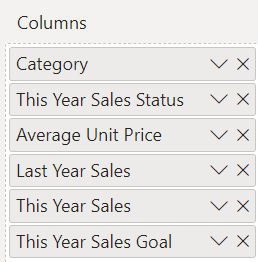 Columns
Category
This Year Sales Status
Average Unit Price
Last Year Sales
This Year Sales
This Year Sales Goal